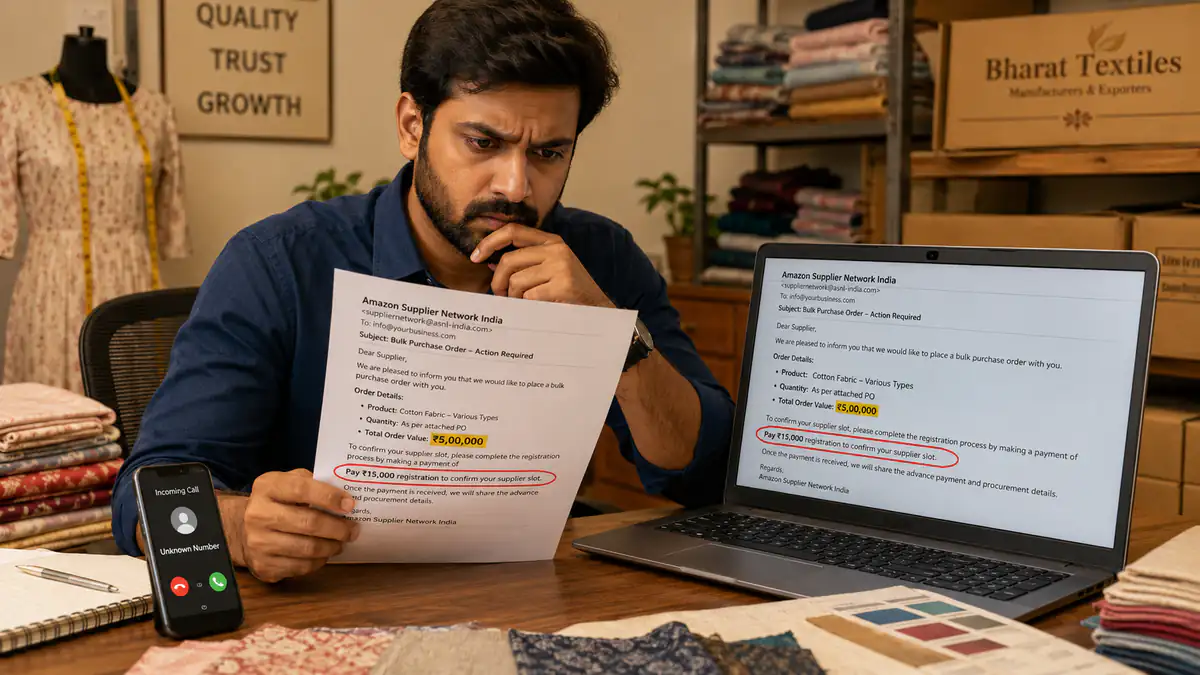 QUALITY
TRUST
GROWTH
Bharat Textiles
Manufacturers & Exporters
Amazon Supplier Network India
<suppliernetwork@asnl-india.com>
To: info@yourbusiness.com
Subject: Bulk Purchase Order – Action Required
Dear Supplier,
We are pleased to inform you that we would like to place a bulk
purchase order with you.
Order Details:
• Product: Cotton Fabric – Various Types
• Quantity: As per attached PO
• Total Order Value: ₹5,00,000
To confirm your supplier slot, please complete the registration
process by making a payment of
Pay ₹15,000 registration to confirm your supplier slot.
Once the payment is received, we will share the advance
and procurement details.
Amazon Supplier Network India
Amazon Supplier Network India
<suppliernetwork@asnl-india.com>
To: info@yourbusiness.com
Subject: Bulk Purchase Order – Action Required
Dear Supplier,
We are pleased to inform you that we would like to place a bulk purchase order with you.
Order Details:
• Product: Cotton Fabric – Various Types
• Quantity: As per attached PO
• Total Order Value: ₹5,00,000
To confirm your supplier slot, please complete the registration process by making a payment of
Pay ₹15,000 registration to confirm your supplier slot.
Once the payment is received, we will share the advance payment and procurement details.
Regards,
Amazon Supplier Network India
Incoming Call
Unknown Number